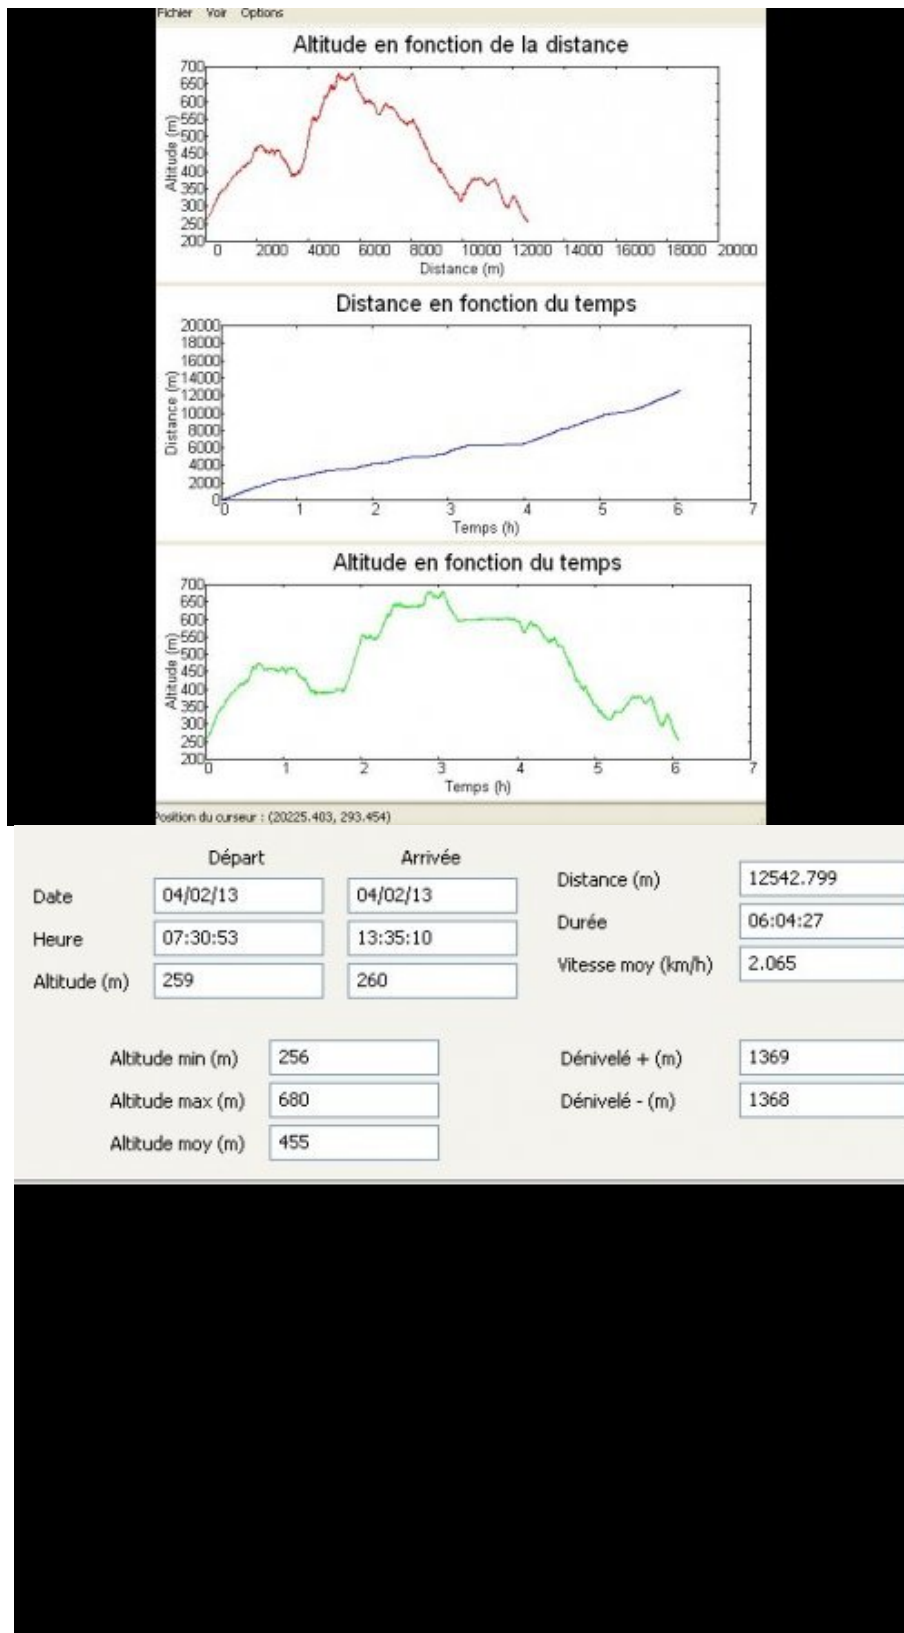 Fichier Voir Options
Altitude en fonction de la distance
700
650
600
550
500
450
400
350
300
250
200
Altitude (m)
0 2000 4000 6000 8000 10000 12000 14000 16000 18000 20000
Distance (m)
Distance en fonction du temps
20000
18000
16000
14000
12000
10000
8000
6000
4000
2000
0
Distance (m)
0 1 2 3 4 5 6 7
Temps (h)
Altitude en fonction du temps
700
650
600
550
500
450
400
350
300
250
200
Altitude (m)
0 1 2 3 4 5 6 7
Temps (h)
Position du curseur : (20225.403, 293.454)
Départ Arrivée
Date 04/02/13 04/02/13
Heure 07:30:53 13:35:10
Altitude (m) 259 260
Distance (m) 12542.799
Durée 06:04:27
Vitesse moy (km/h) 2.065
Altitude min (m) 256
Altitude max (m) 680
Altitude moy (m) 455
Dénivelé + (m) 1369
Dénivelé - (m) 1368